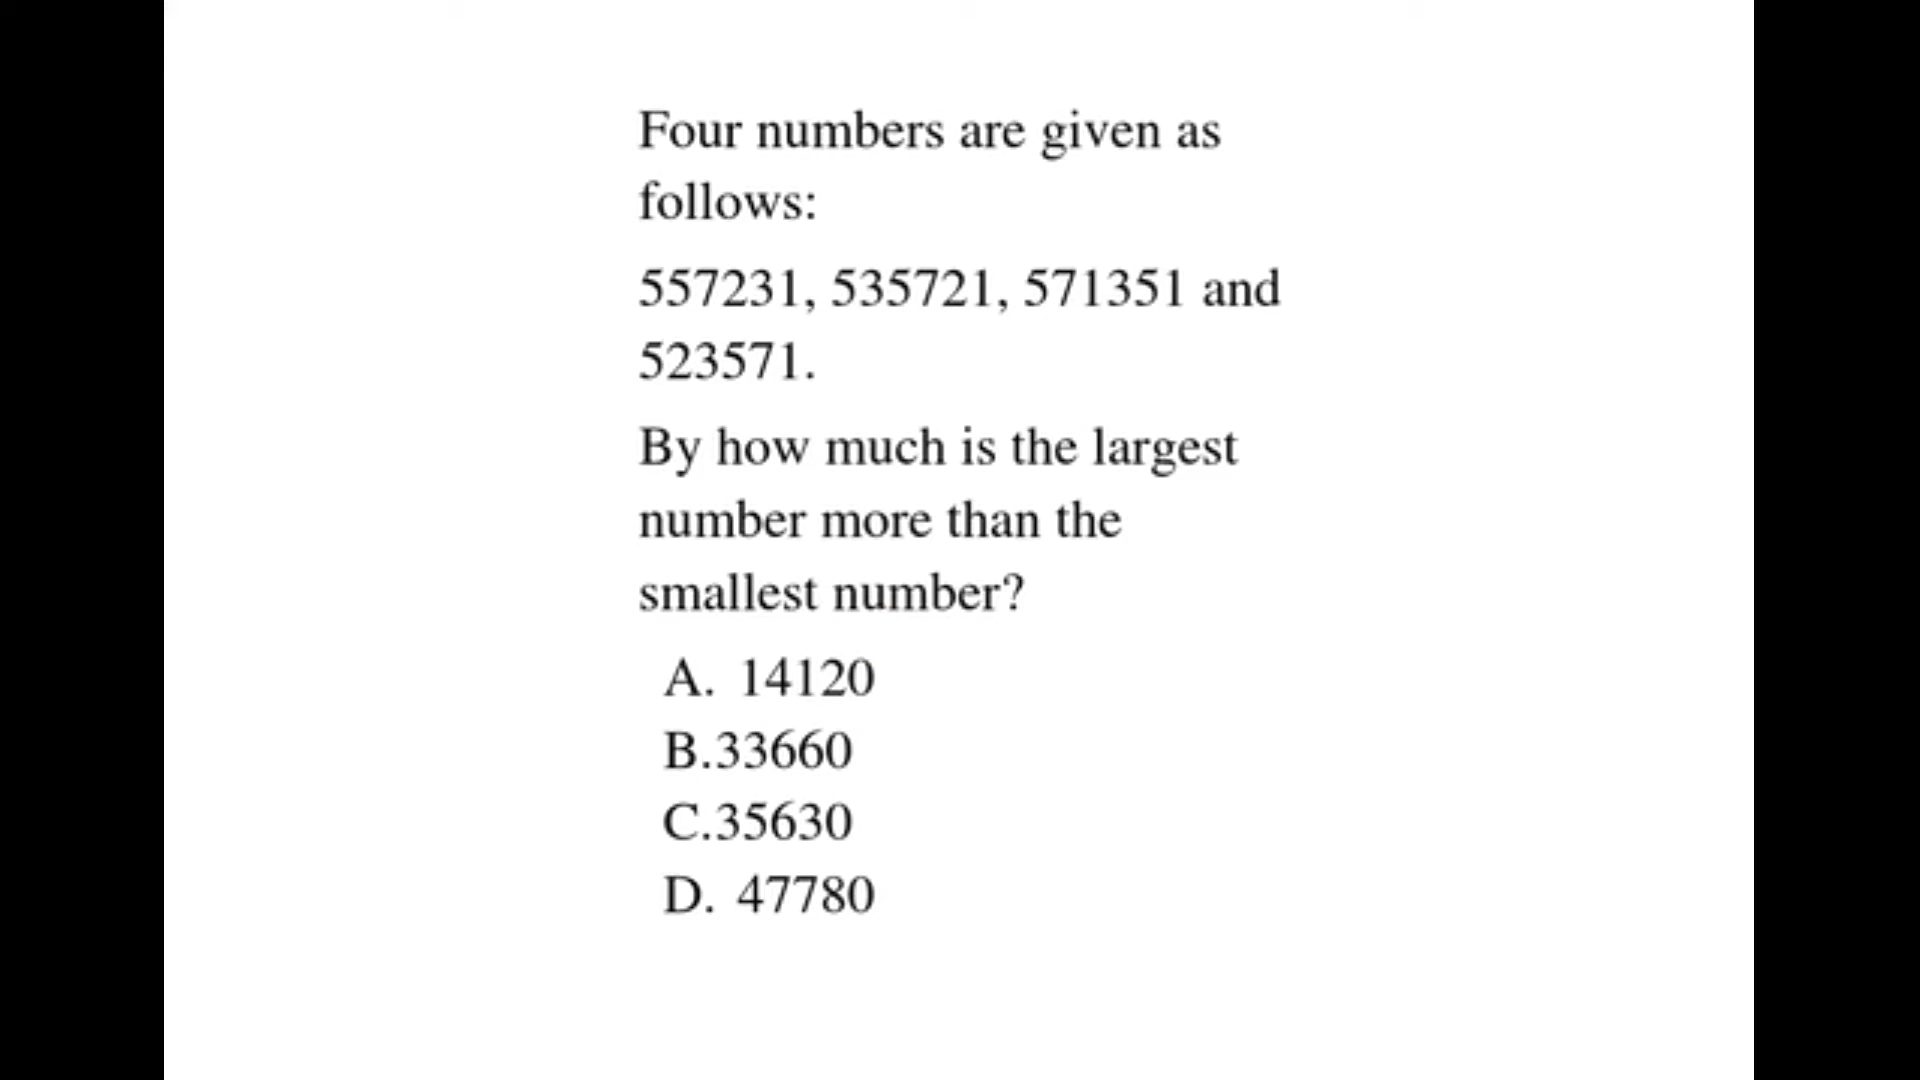 Four numbers are given as
follows:
557231, 535721, 571351 and
523571.
By how much is the largest
number more than the
smallest number?
A. 14120
B.33660
C.35630
D. 47780